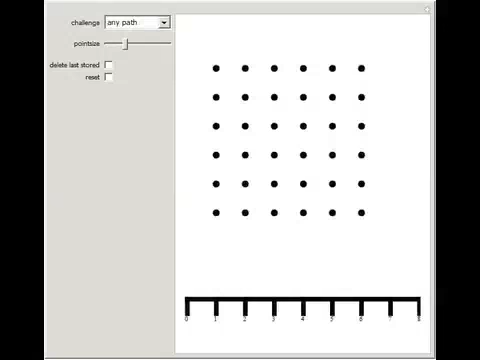 challenge any path
pointsize
delete last stored
reset
0 1 2 3 4 5 6 7 8